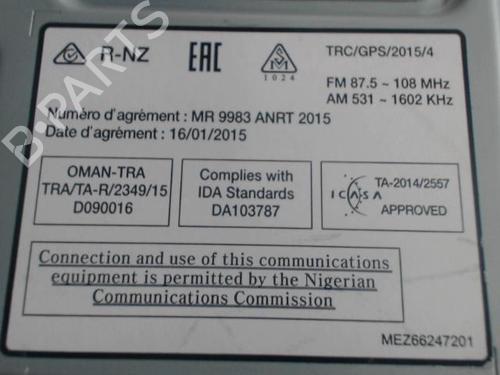 R-NZ
EAC
1024
TRC/GPS/2015/4
FM 87.5 ~ 108 MHz
AM 531 ~ 1602 KHz
Numéro d'agrément : MR 9983 ANRT 2015
Date d'agrément : 16/01/2015
OMAN-TRA
TRA/TA-R/2349/15
D090016
Complies with
IDA Standards
DA103787
ICASA
TA-2014/2557
APPROVED
Connection and use of this communications
equipment is permitted by the Nigerian
Communications Commission
MEZ66247201
B-PARTS